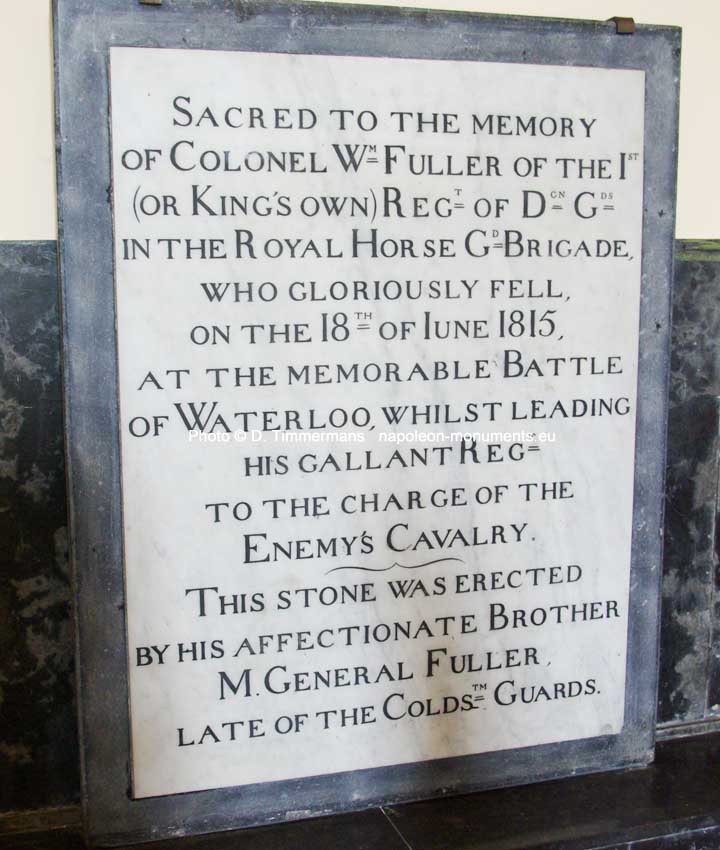 SACRED TO THE MEMORY
OF COLONEL Wᴹ FULLER OF THE Iˢᵀ
(OR KING'S OWN) REGᵀ OF Dᴳᴺ Gᴰˢ
IN THE ROYAL HORSE Gᴰ BRIGADE,
WHO GLORIOUSLY FELL,
ON THE 18ᵀᴴ OF IUNE 1815,
AT THE MEMORABLE BATTLE
OF WATERLOO, WHILST LEADING
Photo © D. Timmermans napoleon-monuments.eu
HIS GALLANT REG=
TO THE CHARGE OF THE
ENEMY'S CAVALRY.
THIS STONE WAS ERECTED
BY HIS AFFECTIONATE BROTHER
M. GENERAL FULLER,
LATE OF THE COLDSᵀᴹ GUARDS.